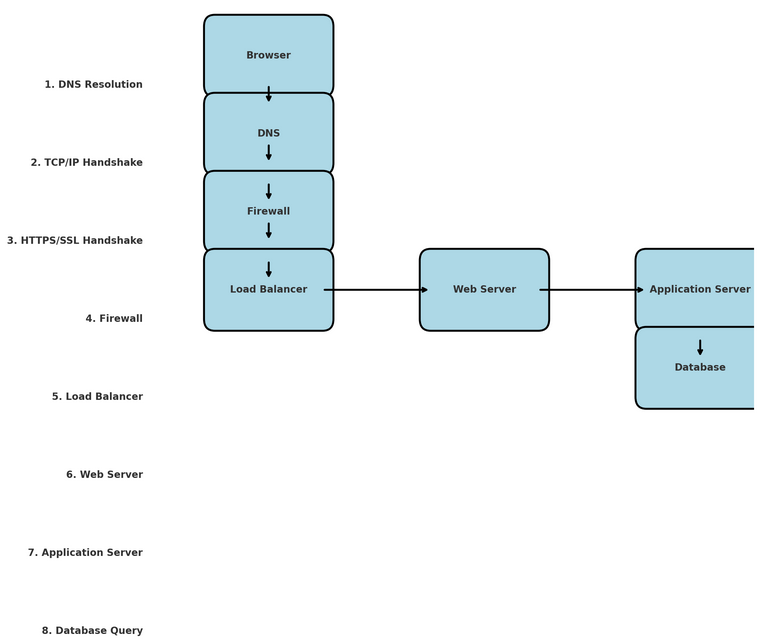 Browser
1. DNS Resolution
DNS
2. TCP/IP Handshake
Firewall
3. HTTPS/SSL Handshake
Load Balancer
Web Server
Application Server
4. Firewall
Database
5. Load Balancer
6. Web Server
7. Application Server
8. Database Query